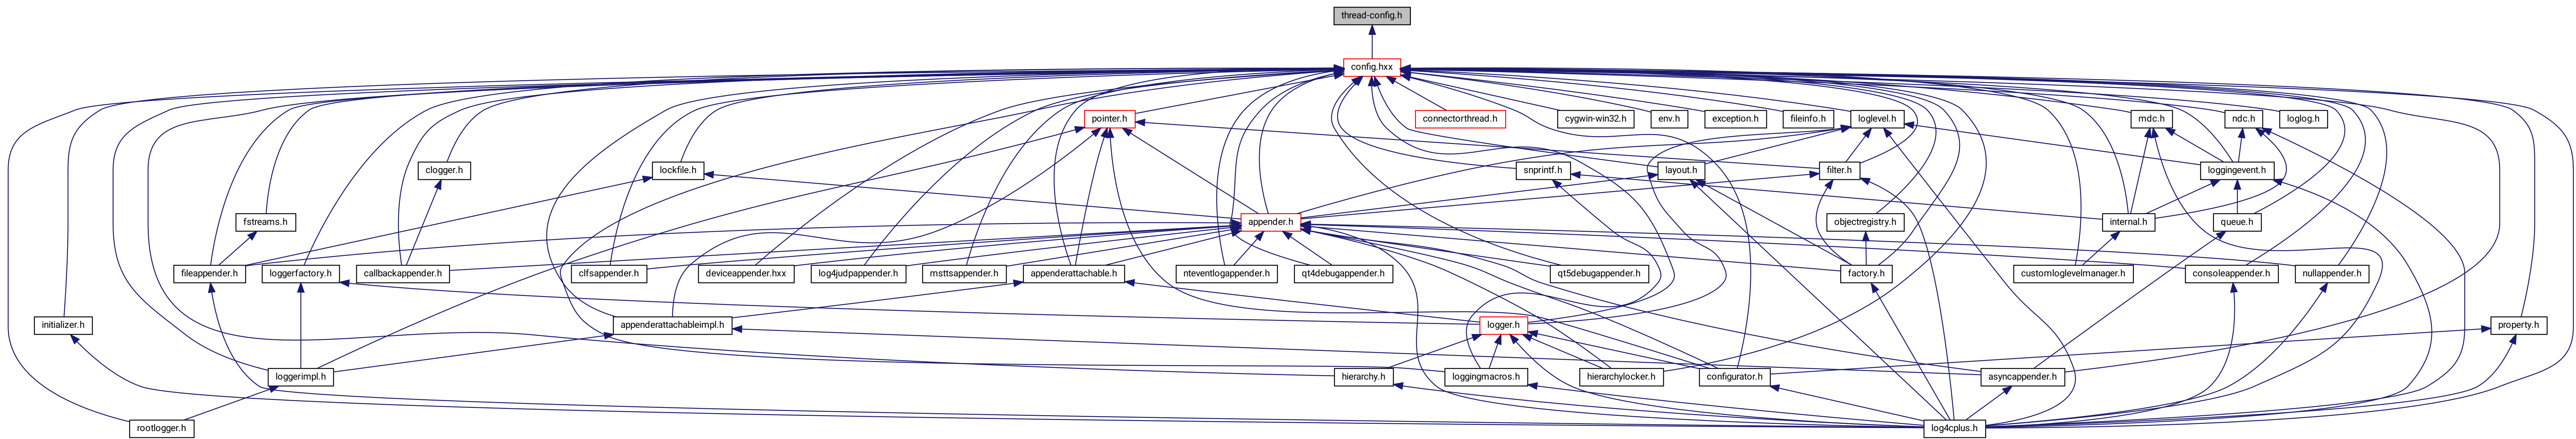 thread-config.h
config.hxx
pointer.h
connectorthread.h
cygwin-win32.h
env.h
exception.h
fileinfo.h
loglevel.h
mdc.h
ndc.h
loglog.h
clogger.h
lockfile.h
snprintf.h
layout.h
filter.h
loggingevent.h
fstreams.h
appender.h
objectregistry.h
internal.h
queue.h
fileappender.h
loggerfactory.h
callbackappender.h
clfsappender.h
deviceappender.hxx
log4judpappender.h
msttsappender.h
appenderattachable.h
nteventlogappender.h
qt4debugappender.h
qt5debugappender.h
factory.h
customloglevelmanager.h
consoleappender.h
nullappender.h
initializer.h
appenderattachableimpl.h
logger.h
property.h
loggerimpl.h
hierarchy.h
loggingmacros.h
hierarchylocker.h
configurator.h
asyncappender.h
rootlogger.h
log4cplus.h